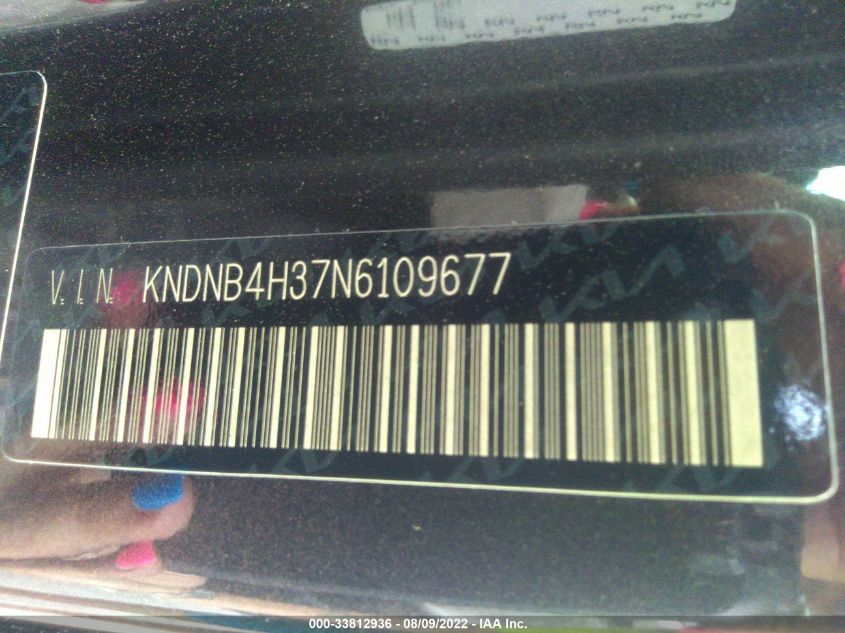 V.I.N. KNDNB4H37N6109677
000-33812936 - 08/09/2022 - IAA Inc.